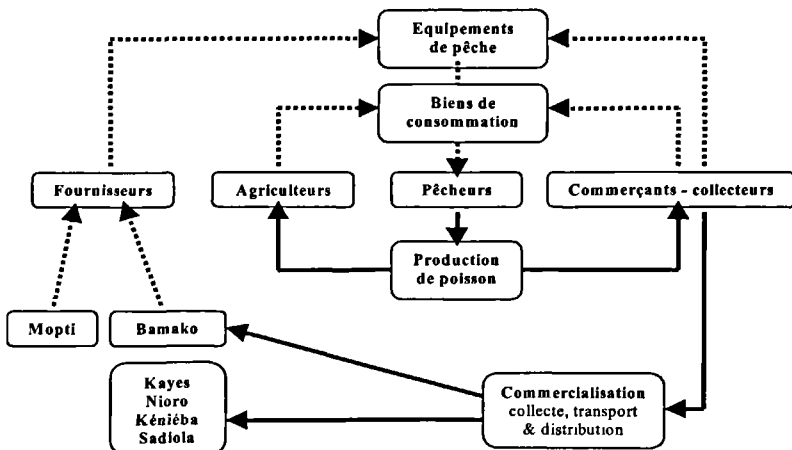 Equipements
de pêche
Biens de
consommation
Fournisseurs
Agriculteurs
Pêcheurs
Commerçants - collecteurs
Production
de poisson
Mopti
Bamako
Kayes
Nioro
Kéniéba
Sadiola
Commercialisation
collecte, transport
& distribution